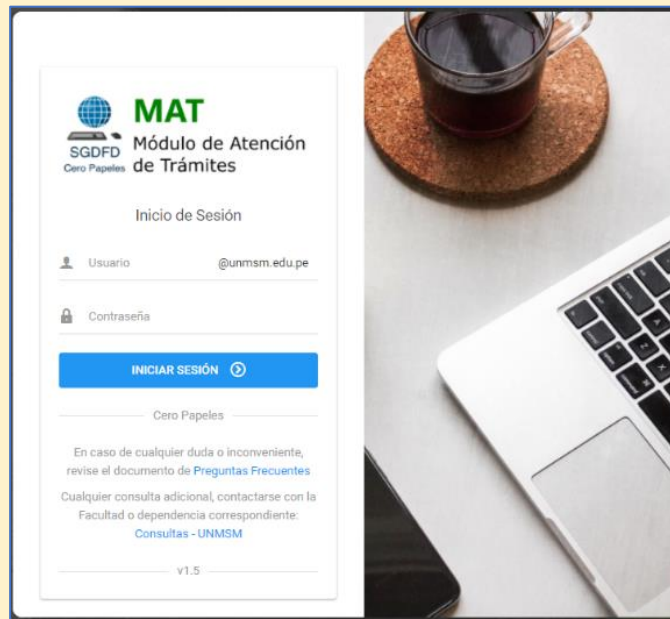 MAT
SGDFD
Cero Papeles
Módulo de Atención
de Trámites
Inicio de Sesión
Usuario @unmsm.edu.pe
Contraseña
INICIAR SESIÓN
Cero Papeles
En caso de cualquier duda o inconveniente,
revise el documento de Preguntas Frecuentes
Cualquier consulta adicional, contactarse con la
Facultad o dependencia correspondiente:
Consultas - UNMSM
v1.5